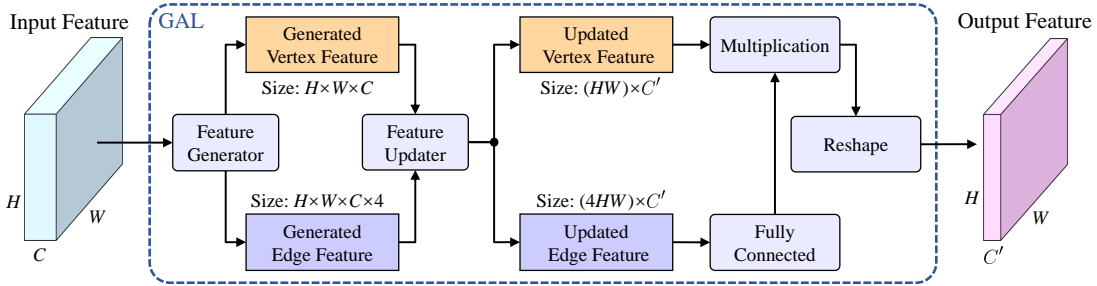 Input Feature
H
W
C
GAL
Feature
Generator
Generated
Vertex Feature
Size: H×W×C
Size: H×W×C×4
Generated
Edge Feature
Feature
Updater
Updated
Vertex Feature
Size: (HW)×C′
Size: (4HW)×C′
Updated
Edge Feature
Multiplication
Fully
Connected
Reshape
Output Feature
H
W
C′